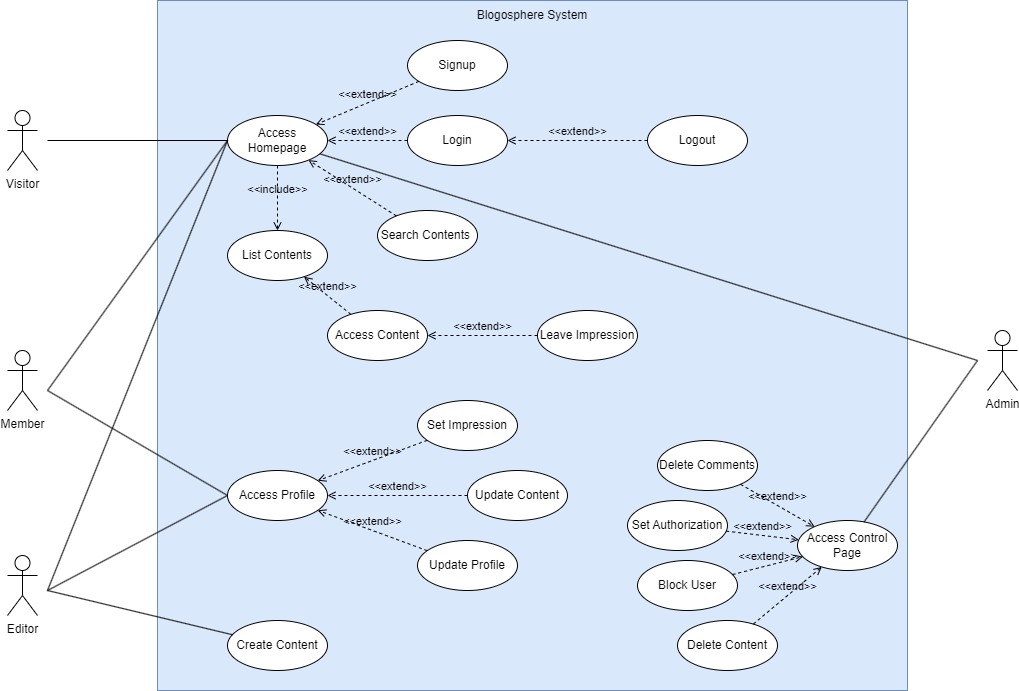 Blogosphere System
Signup
<<extend>>
Visitor
Access
Homepage
<<extend>>
Login
<<extend>>
Logout
<<include>>
<<extend>>
Search Contents
List Contents
<<extend>>
Access Content
<<extend>>
Leave Impression
Admin
Member
Set Impression
<<extend>>
Access Profile
<<extend>>
Update Content
<<extend>>
Update Profile
Delete Comments
<<extend>>
Set Authorization
<<extend>>
Access Control
Page
<<extend>>
Block User
<<extend>>
Delete Content
Editor
Create Content